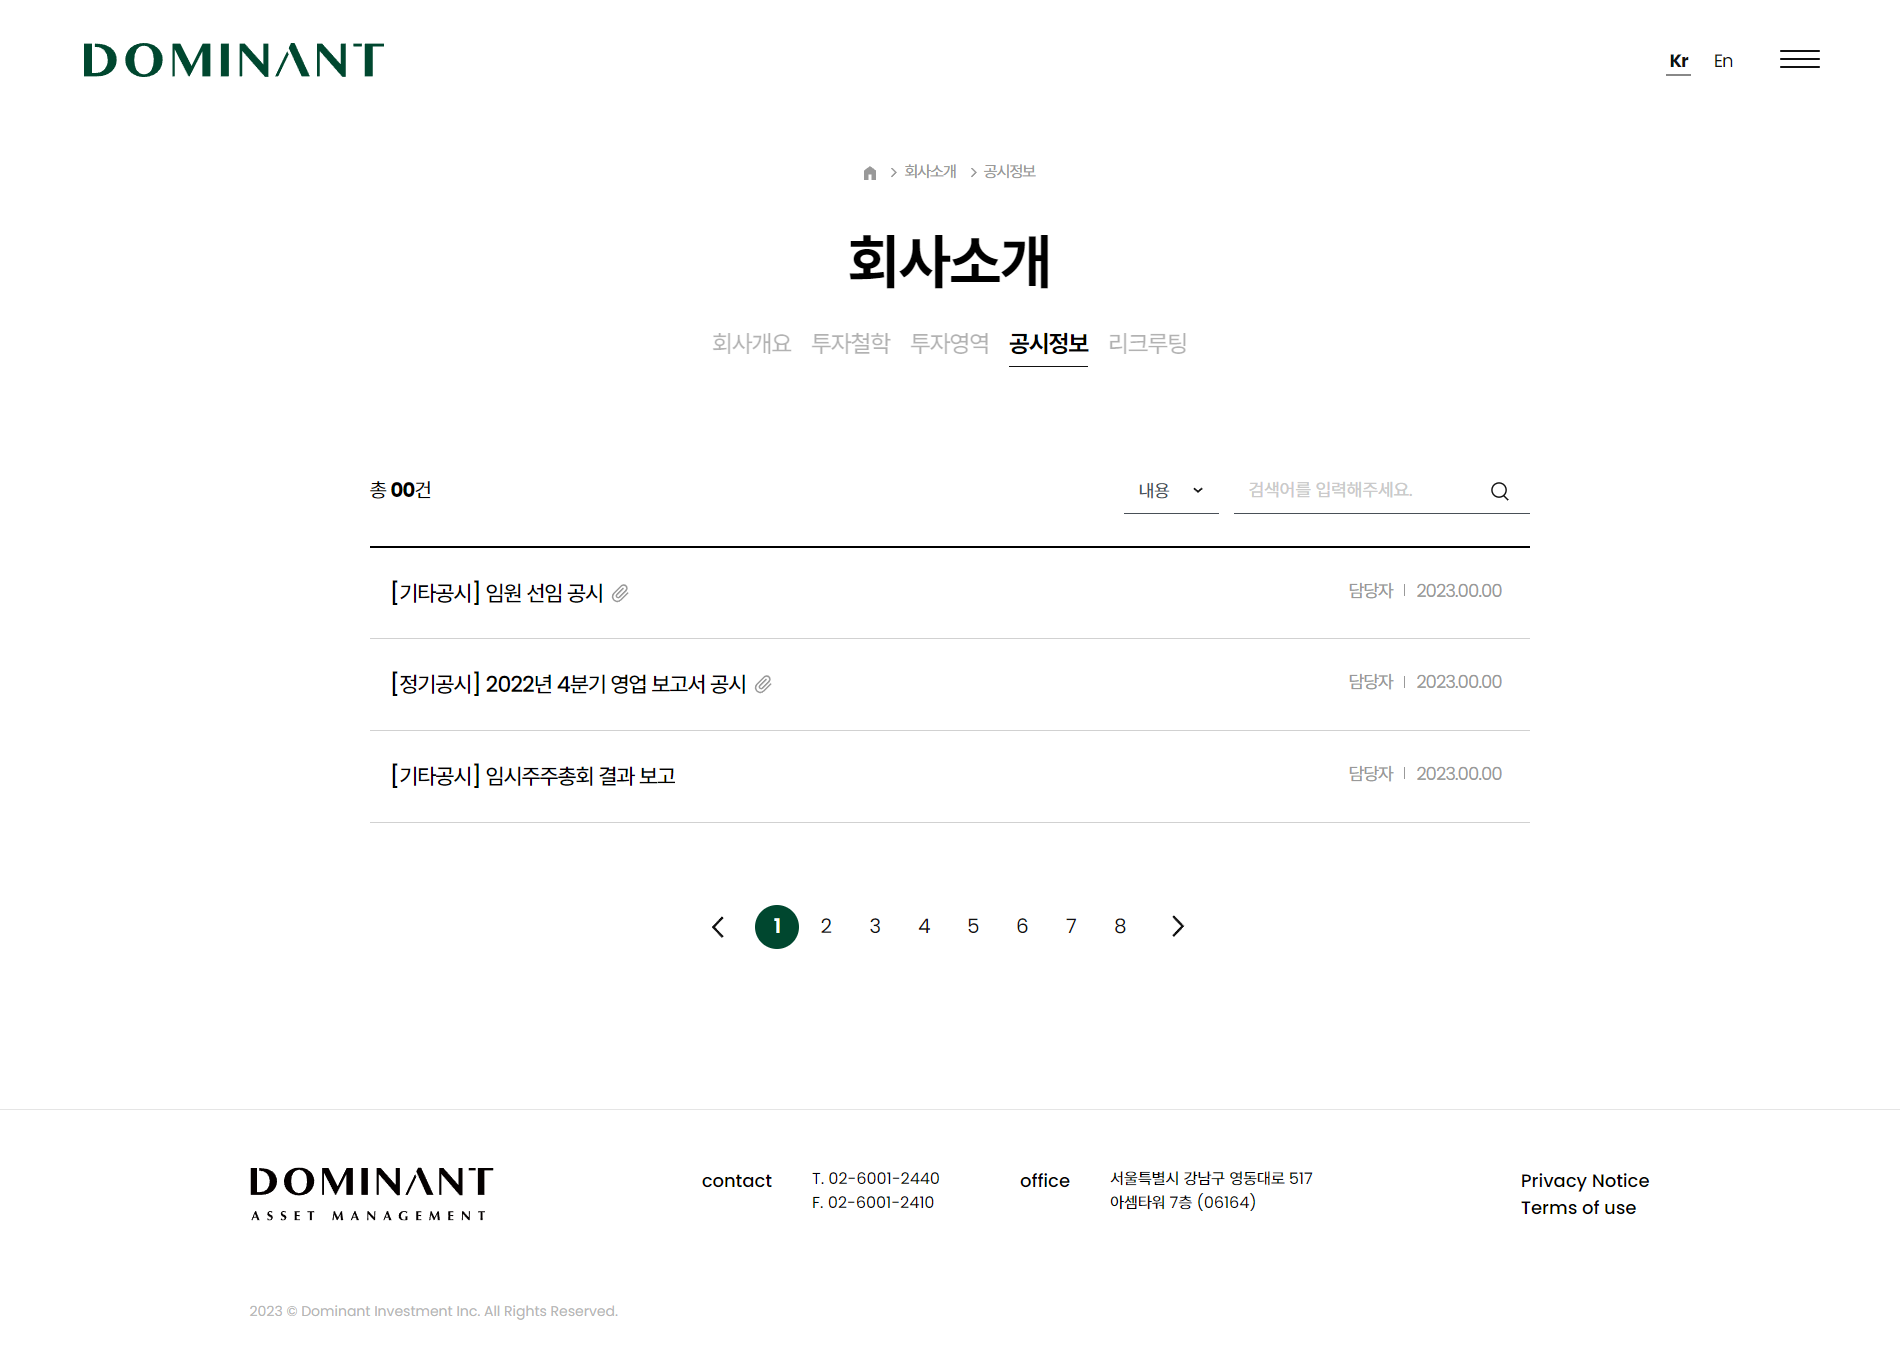 DOMINANT
Kr En
회사소개 공시정보
회사소개
회사개요 투자철학 투자영역 공시정보 리크루팅
총 00건
내용 검색어를 입력해주세요.
[기타공시] 임원 선임 공시 담당자 2023.00.00
[정기공시] 2022년 4분기 영업 보고서 공시 담당자 2023.00.00
[기타공시] 임시주주총회 결과 보고 담당자 2023.00.00
1 2 3 4 5 6 7 8
DOMINANT
ASSET MANAGEMENT
contact
T. 02-6001-2440
F. 02-6001-2410
office
서울특별시 강남구 영동대로 517
아셈타워 7층 (06164)
Privacy Notice
Terms of use
2023 © Dominant Investment Inc. All Rights Reserved.